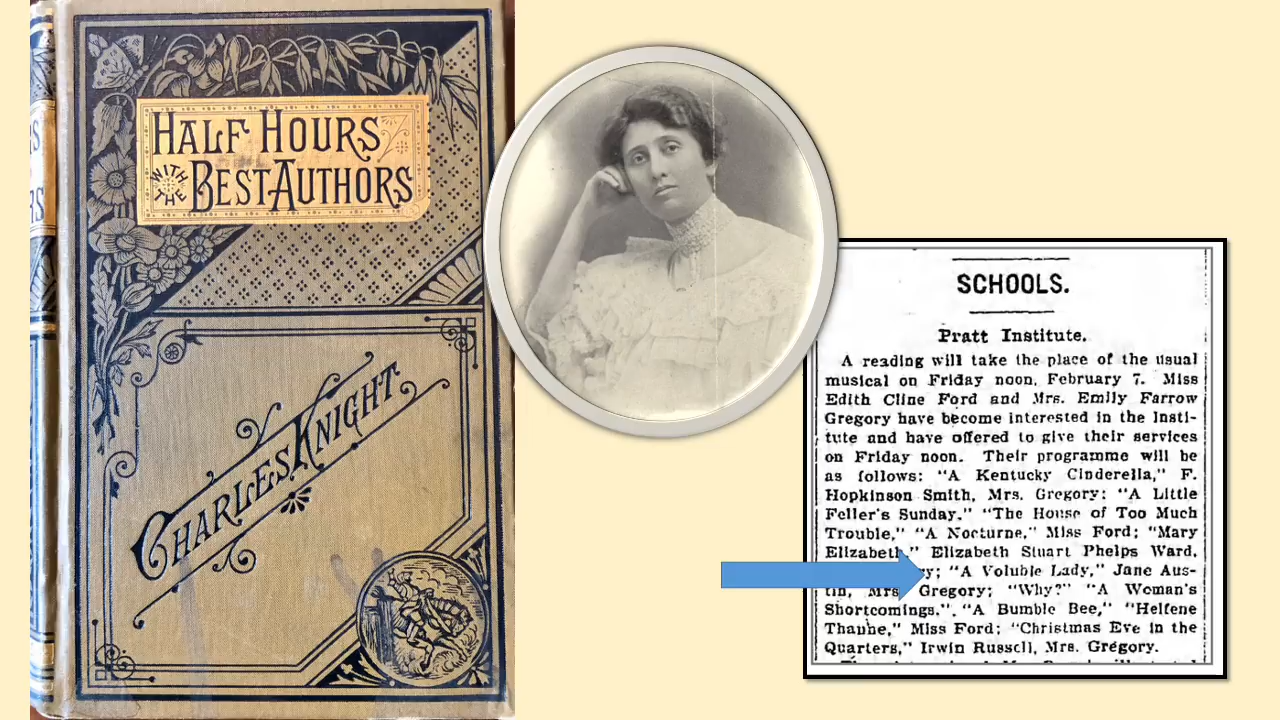 HALF HOURS
WITH THE BEST AUTHORS
CHARLES KNIGHT
SCHOOLS.
Pratt Institute.
A reading will take the place of the usual
musical on Friday noon, February 7. Miss
Edith Cline Ford and Mrs. Emily Farrow
Gregory have become interested in the Insti-
tute and have offered to give their services
on Friday noon. Their programme will be
as follows: "A Kentucky Cinderella," F.
Hopkinson Smith, Mrs. Gregory; "A Little
Feller's Sunday," "The House of Too Much
Trouble," "A Nocturne," Miss Ford; "Mary
Elizabeth," Elizabeth Stuart Phelps Ward,
"A Voluble Lady," Jane Aus-
tin, Mrs. Gregory; "Why?" "A Woman's
Shortcomings.", "A Bumble Bee," "Helfene
Thanhe," Miss Ford; "Christmas Eve in the
Quarters," Irwin Russell, Mrs. Gregory.